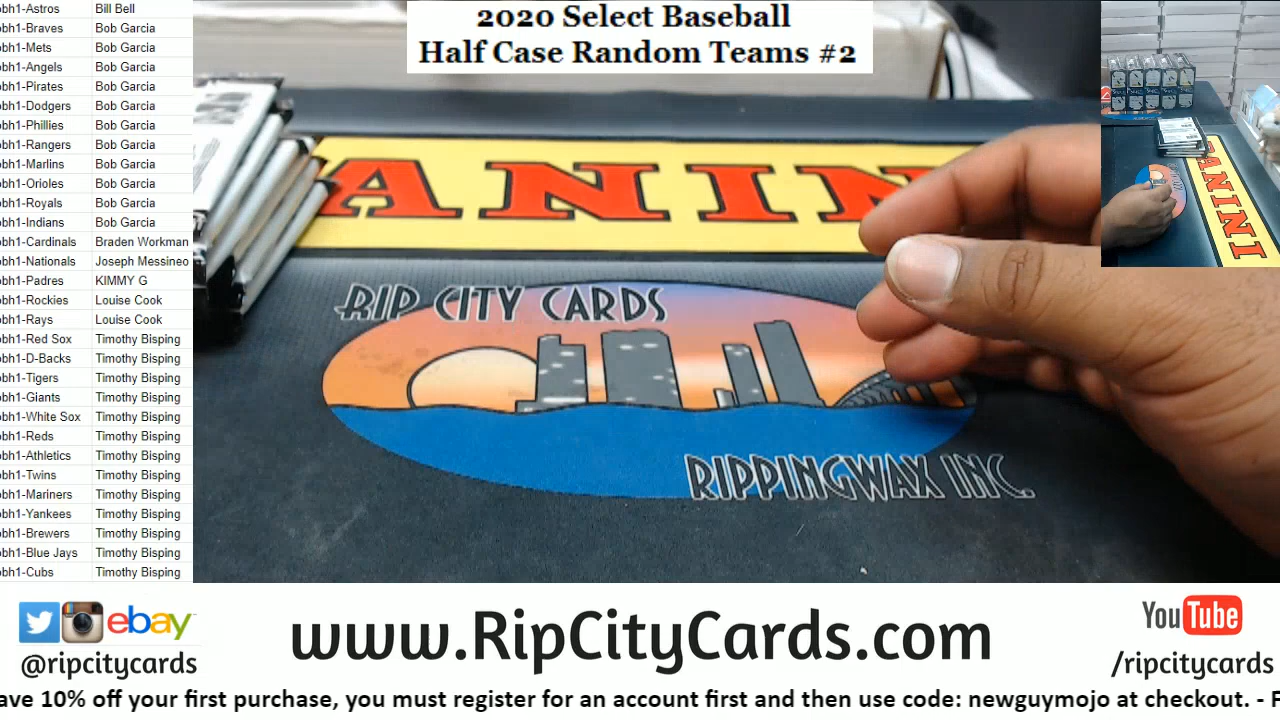 2020 Select Baseball
Half Case Random Teams #2
obh1-Astros Bill Bell
obh1-Braves Bob Garcia
obh1-Mets Bob Garcia
obh1-Angels Bob Garcia
obh1-Pirates Bob Garcia
obh1-Dodgers Bob Garcia
obh1-Phillies Bob Garcia
obh1-Rangers Bob Garcia
obh1-Marlins Bob Garcia
obh1-Orioles Bob Garcia
obh1-Royals Bob Garcia
obh1-Indians Bob Garcia
obh1-Cardinals Braden Workman
obh1-Nationals Joseph Messineo
obh1-Padres KIMMY G
obh1-Rockies Louise Cook
obh1-Rays Louise Cook
obh1-Red Sox Timothy Bisping
obh1-D-Backs Timothy Bisping
obh1-Tigers Timothy Bisping
obh1-Giants Timothy Bisping
obh1-White Sox Timothy Bisping
obh1-Reds Timothy Bisping
obh1-Athletics Timothy Bisping
obh1-Twins Timothy Bisping
obh1-Mariners Timothy Bisping
obh1-Yankees Timothy Bisping
obh1-Brewers Timothy Bisping
obh1-Blue Jays Timothy Bisping
obh1-Cubs Timothy Bisping
ANIN
ANINI
RIP CITY CARDS
RIPPINGWAX INC.
ebay
@ripcitycards
www.RipCityCards.com
YouTube
/ripcitycards
ave 10% off your first purchase, you must register for an account first and then use code: newguymojo at checkout. - F